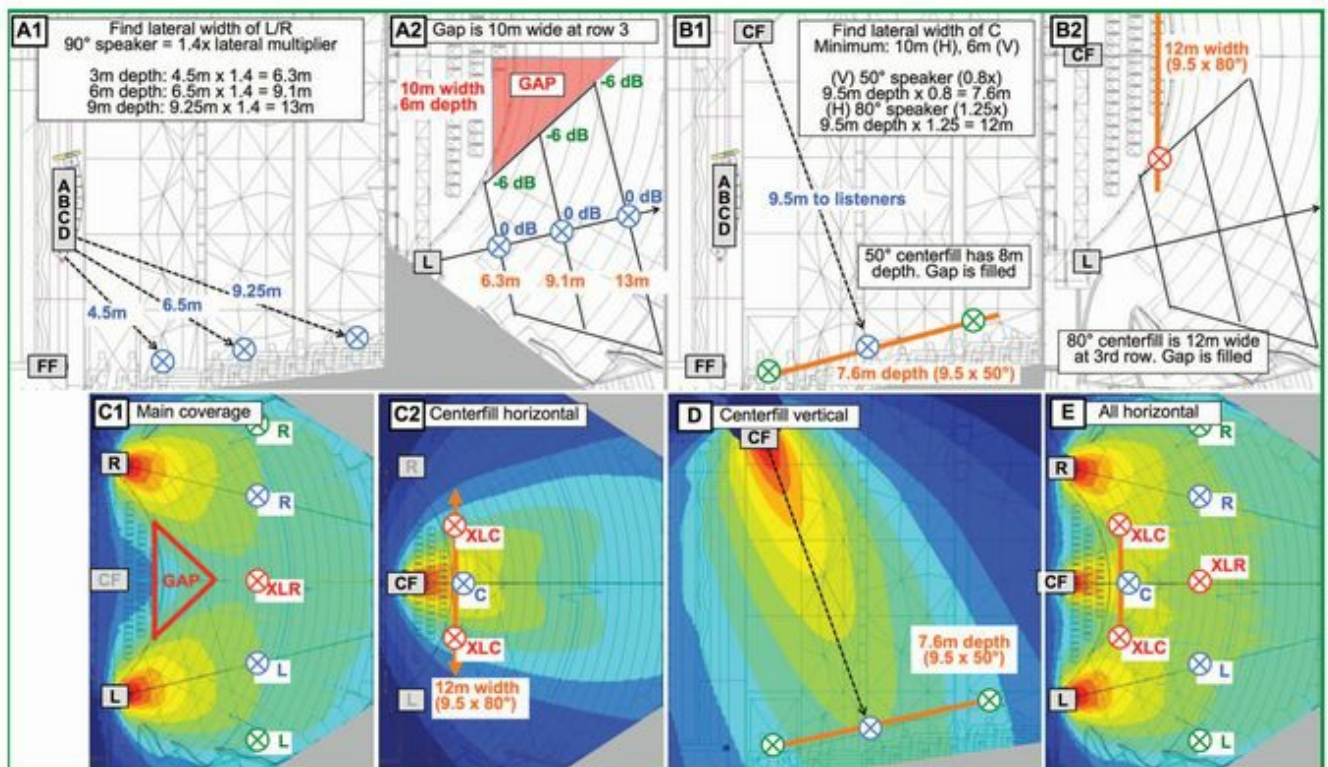 A1
Find lateral width of L/R
90° speaker = 1.4x lateral multiplier
3m depth: 4.5m x 1.4 = 6.3m
6m depth: 6.5m x 1.4 = 9.1m
9m depth: 9.25m x 1.4 = 13m
A
B
C
D
4.5m
6.5m
9.25m
FF
A2
Gap is 10m wide at row 3
10m width
6m depth
GAP
-6 dB
-6 dB
-6 dB
0 dB
0 dB
0 dB
L
6.3m
9.1m
13m
B1
CF
Find lateral width of C
Minimum: 10m (H), 6m (V)
(V) 50° speaker (0.8x)
9.5m depth x 0.8 = 7.6m
(H) 80° speaker (1.25x)
9.5m depth x 1.25 = 12m
A
B
C
D
9.5m to listeners
50° centerfill has 8m
depth. Gap is filled
FF
7.6m depth (9.5 x 50°)
B2
CF
12m width
(9.5 x 80°)
L
80° centerfill is 12m wide
at 3rd row. Gap is filled
C1
Main coverage
R
R
R
CF
GAP
XLR
L
L
L
C2
Centerfill horizontal
R
XLC
CF
C
XLC
L
12m width
(9.5 x 80°)
D
Centerfill vertical
CF
7.6m depth
(9.5 x 50°)
E
All horizontal
R
R
R
XLC
XLR
CF
C
XLC
L
L
L